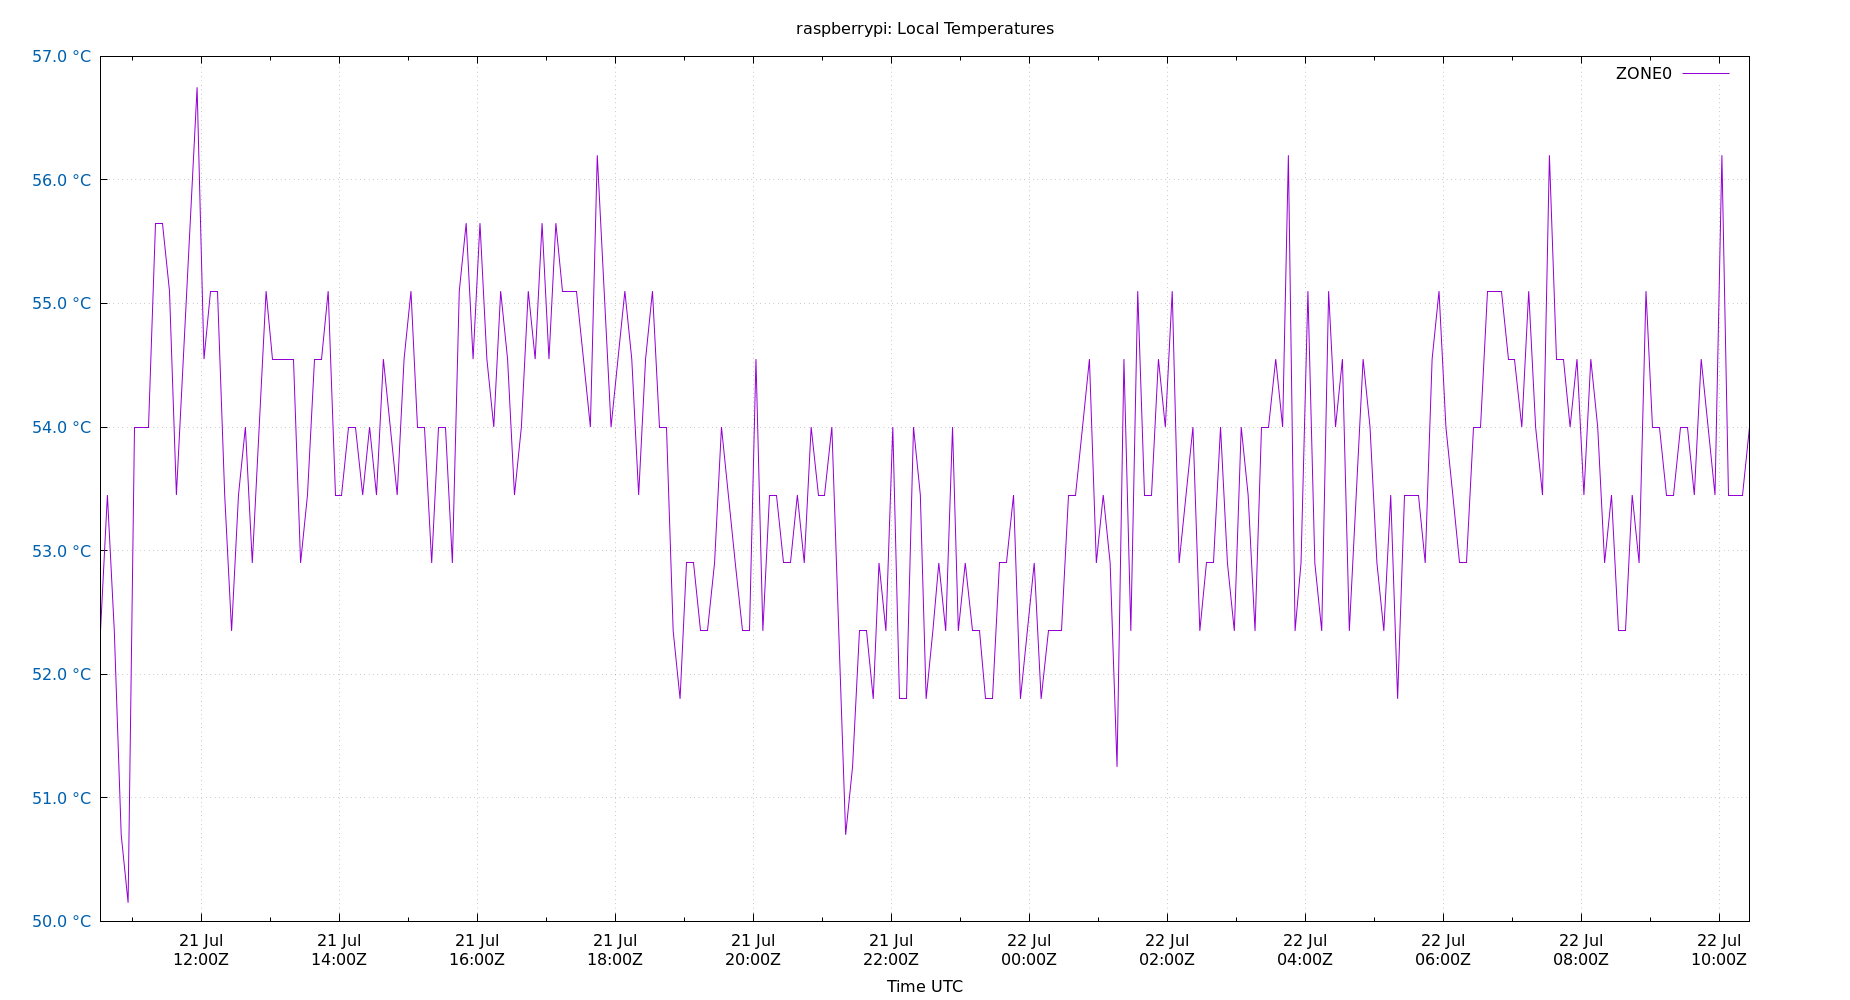 raspberrypi: Local Temperatures
57.0 °C
ZONE0
56.0 °C
55.0 °C
54.0 °C
53.0 °C
52.0 °C
51.0 °C
50.0 °C
21 Jul 21 Jul 21 Jul 21 Jul 21 Jul 21 Jul 22 Jul 22 Jul 22 Jul 22 Jul 22 Jul 22 Jul
12:00Z 14:00Z 16:00Z 18:00Z 20:00Z 22:00Z 00:00Z 02:00Z 04:00Z 06:00Z 08:00Z 10:00Z
Time UTC